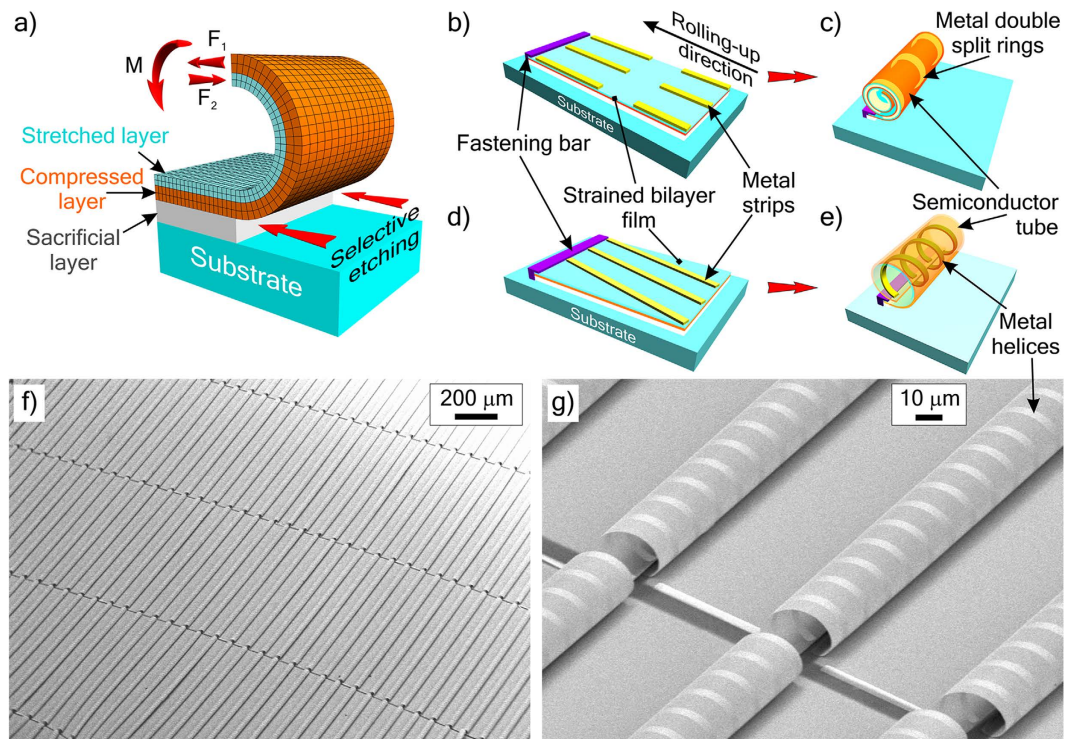 a)
M
F₁
F₂
Stretched layer
Compressed
layer
Sacrificial
layer
Substrate
Selective
etching
b)
Rolling-up
direction
Substrate
Fastening bar
Strained bilayer
film
Metal
strips
c)
Metal double
split rings
d)
Substrate
e)
Semiconductor
tube
Metal
helices
f)
200 μm
g)
10 μm